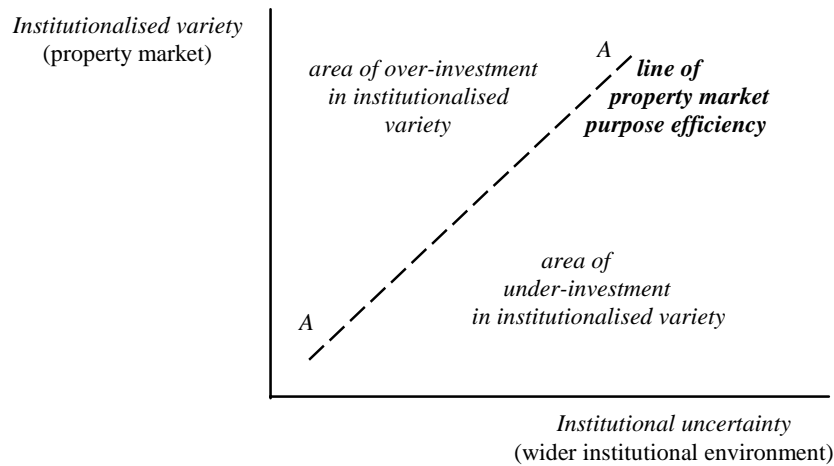 Institutionalised variety
(property market)
area of over-investment
in institutionalised
variety
A
line of
property market
purpose efficiency
area of
under-investment
in institutionalised variety
A
Institutional uncertainty
(wider institutional environment)